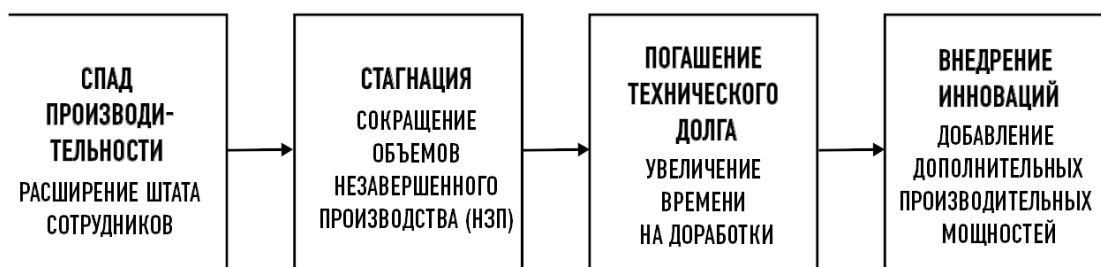 СПАД
ПРОИЗВОДИ-
ТЕЛЬНОСТИ
РАСШИРЕНИЕ ШТАТА
СОТРУДНИКОВ
СТАГНАЦИЯ
СОКРАЩЕНИЕ
ОБЪЕМОВ
НЕЗАВЕРШЕННОГО
ПРОИЗВОДСТВА (НЗП)
ПОГАШЕНИЕ
ТЕХНИЧЕСКОГО
ДОЛГА
УВЕЛИЧЕНИЕ
ВРЕМЕНИ
НА ДОРАБОТКИ
ВНЕДРЕНИЕ
ИННОВАЦИЙ
ДОБАВЛЕНИЕ
ДОПОЛНИТЕЛЬНЫХ
ПРОИЗВОДИТЕЛЬНЫХ
МОЩНОСТЕЙ